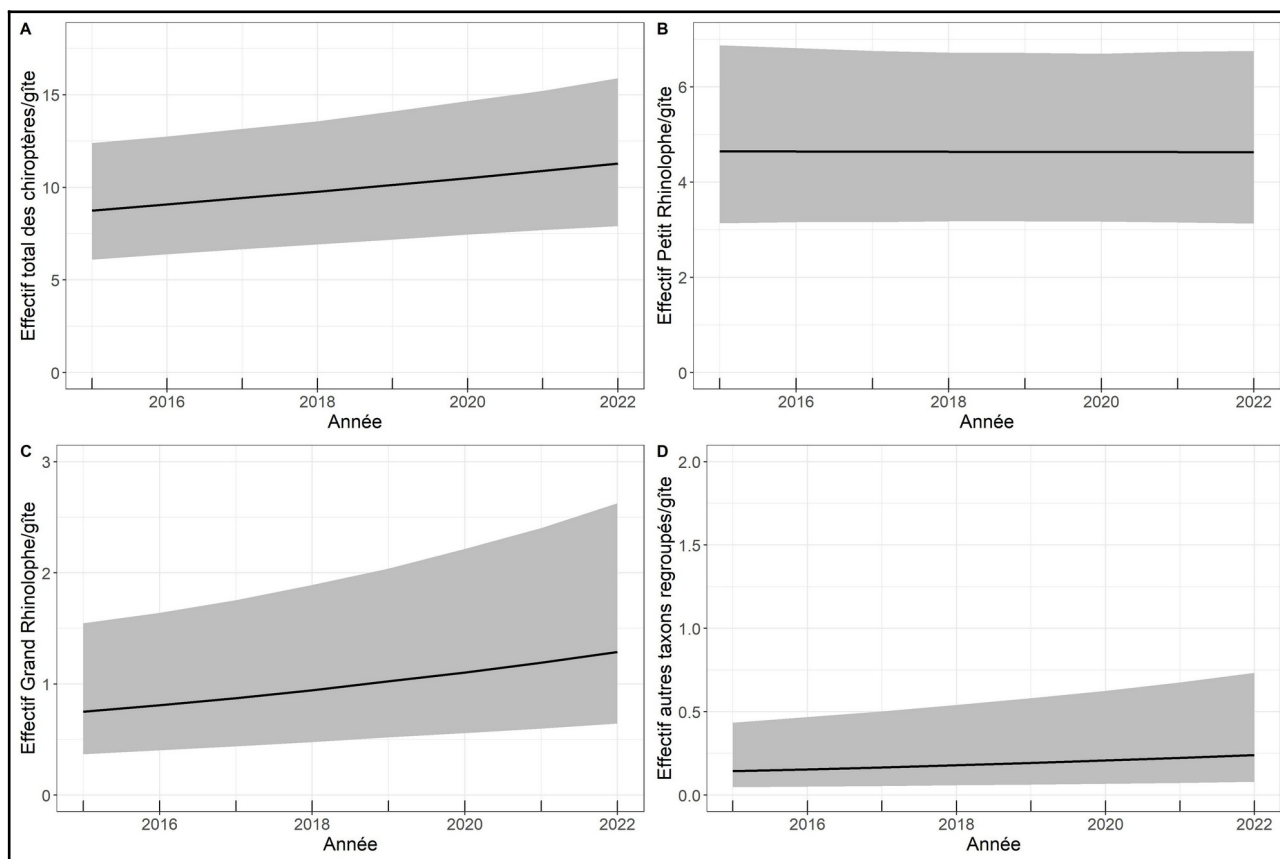 A
Effectif total des chiroptères/gîte
15
10
5
0
2016 2018 2020 2022
Année
B
Effectif Petit Rhinolophe/gîte
6
4
2
0
2016 2018 2020 2022
Année
C
Effectif Grand Rhinolophe/gîte
3
2
1
0
2016 2018 2020 2022
Année
D
Effectif autres taxons regroupés/gîte
2.0
1.5
1.0
0.5
0.0
2016 2018 2020 2022
Année